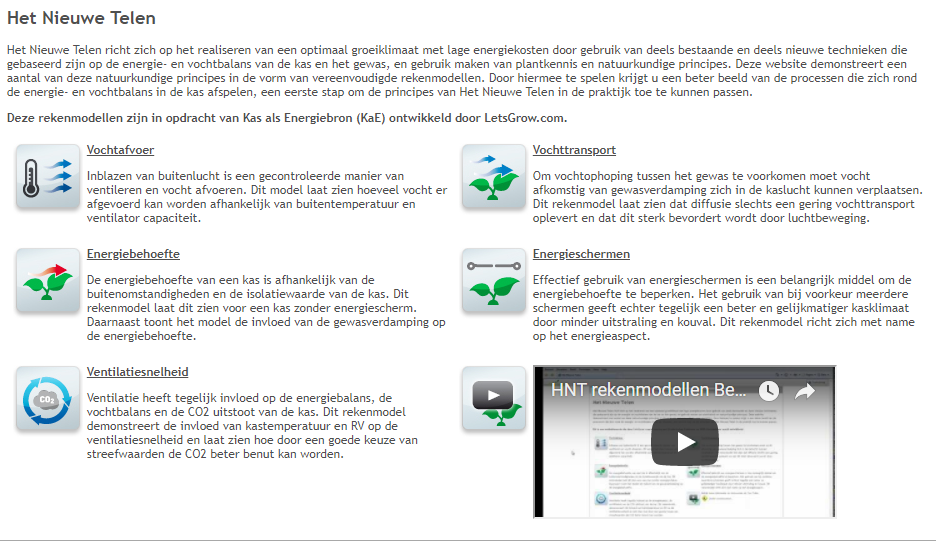 Het Nieuwe Telen
Het Nieuwe Telen richt zich op het realiseren van een optimaal groeiklimaat met lage energiekosten door gebruik van deels bestaande en deels nieuwe technieken die
gebaseerd zijn op de energie- en vochtbalans van de kas en het gewas, en gebruik maken van plantkennis en natuurkundige principes. Deze website demonstreert een
aantal van deze natuurkundige principes in de vorm van vereenvoudigde rekenmodellen. Door hiermee te spelen krijgt u een beter beeld van de processen die zich rond
de energie- en vochtbalans in de kas afspelen, een eerste stap om de principes van Het Nieuwe Telen in de praktijk toe te kunnen passen.
Deze rekenmodellen zijn in opdracht van Kas als Energiebron (KaE) ontwikkeld door LetsGrow.com.
Vochtafvoer
Inblazen van buitenlucht is een gecontroleerde manier van
ventileren en vocht afvoeren. Dit model laat zien hoeveel vocht er
afgevoerd kan worden afhankelijk van buitentemperatuur en
ventilator capaciteit.
Vochttransport
Om vochtophoping tussen het gewas te voorkomen moet vocht
afkomstig van gewasverdamping zich in de kaslucht kunnen verplaatsen.
Dit rekenmodel laat zien dat diffusie slechts een gering vochttransport
oplevert en dat dit sterk bevordert wordt door luchtbeweging.
Energiebehoefte
De energiebehoefte van een kas is afhankelijk van de
buitenomstandigheden en de isolatiewaarde van de kas. Dit
rekenmodel laat dit zien voor een kas zonder energiescherm.
Daarnaast toont het model de invloed van de gewasverdamping op
de energiebehoefte.
Energieschermen
Effectief gebruik van energieschermen is een belangrijk middel om de
energiebehoefte te beperken. Het gebruik van bij voorkeur meerdere
schermen geeft echter tegelijk een beter en gelijkmatiger kasklimaat
door minder uitstraling en kouval. Dit rekenmodel richt zich met name
op het energieaspect.
CO2
Ventilatiesnelheid
Ventilatie heeft tegelijk invloed op de energiebalans, de
vochtbalans en de CO2 uitstoot van de kas. Dit rekenmodel
demonstreert de invloed van kastemperatuur en RV op de
ventilatiesnelheid en laat zien hoe door een goede keuze van
streefwaarden de CO2 beter benut kan worden.
HNT rekenmodellen Be...